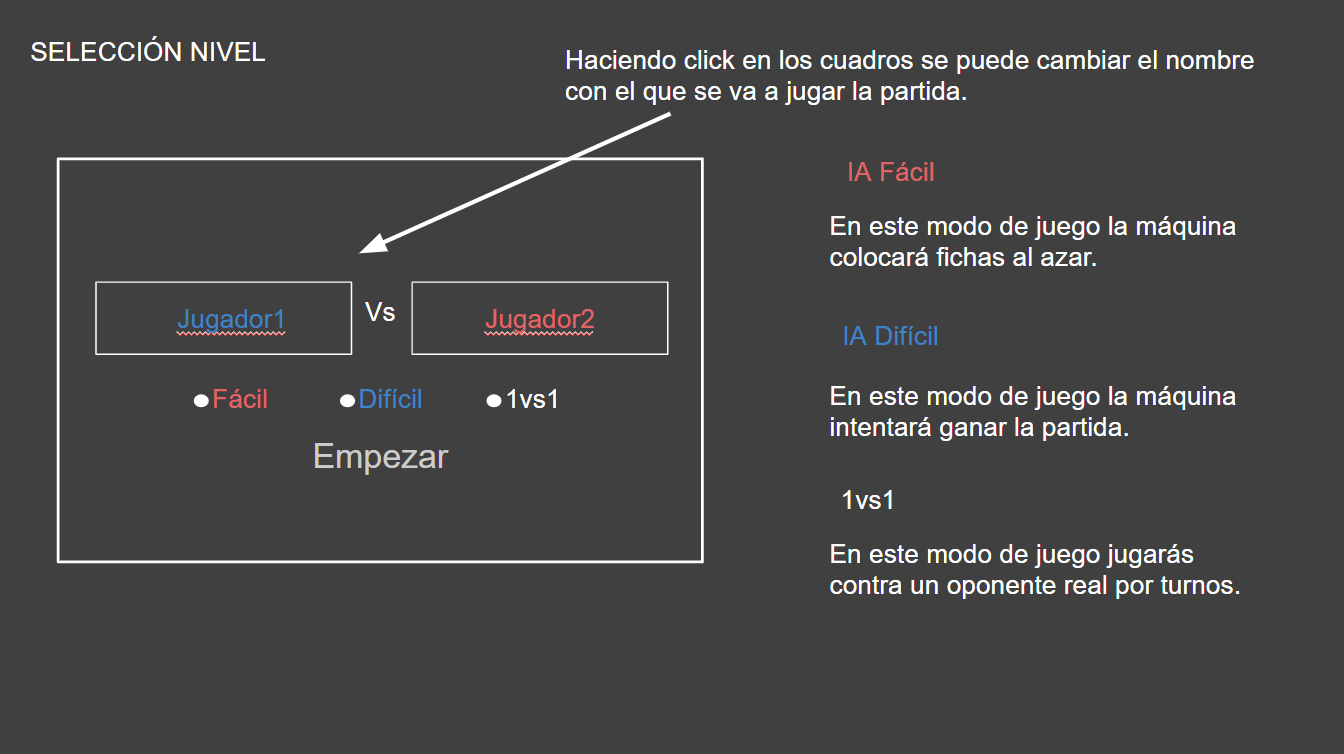 SELECCIÓN NIVEL
Haciendo click en los cuadros se puede cambiar el nombre
con el que se va a jugar la partida.
Jugador1
Vs
Jugador2
Fácil
Difícil
1vs1
Empezar
IA Fácil
En este modo de juego la máquina
colocará fichas al azar.
IA Difícil
En este modo de juego la máquina
intentará ganar la partida.
1vs1
En este modo de juego jugarás
contra un oponente real por turnos.